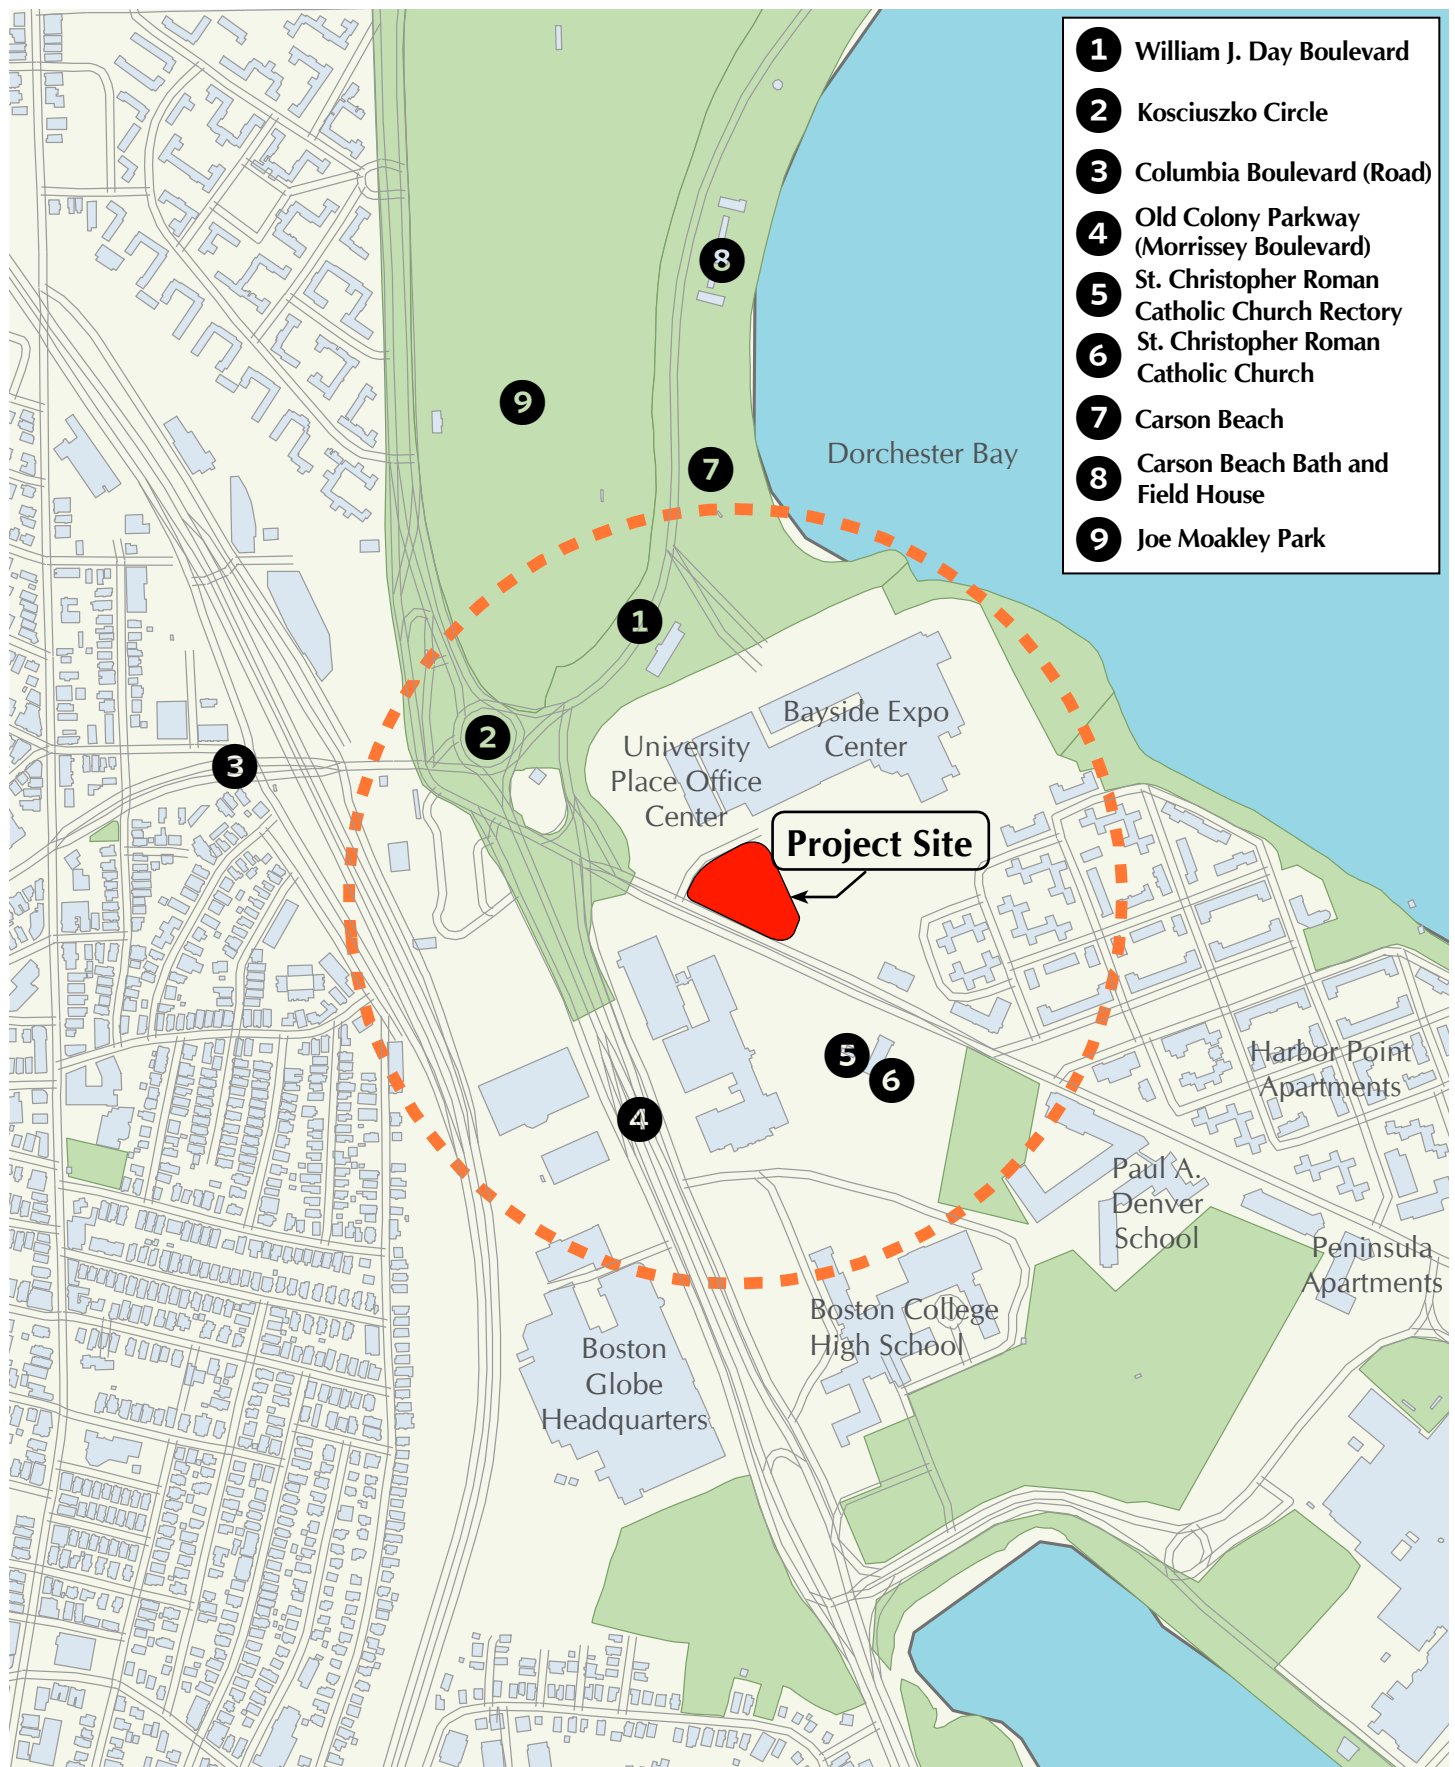 1 William J. Day Boulevard
2 Kosciuszko Circle
3 Columbia Boulevard (Road)
4 Old Colony Parkway
(Morrissey Boulevard)
5 St. Christopher Roman
Catholic Church Rectory
6 St. Christopher Roman
Catholic Church
7 Carson Beach
8 Carson Beach Bath and
Field House
9 Joe Moakley Park
8
9
7
Dorchester Bay
1
2
3
Bayside Expo
Center
University
Place Office
Center
Project Site
5
6
4
Harbor Point
Apartments
Paul A.
Denver
School
Peninsula
Apartments
Boston College
High School
Boston
Globe
Headquarters